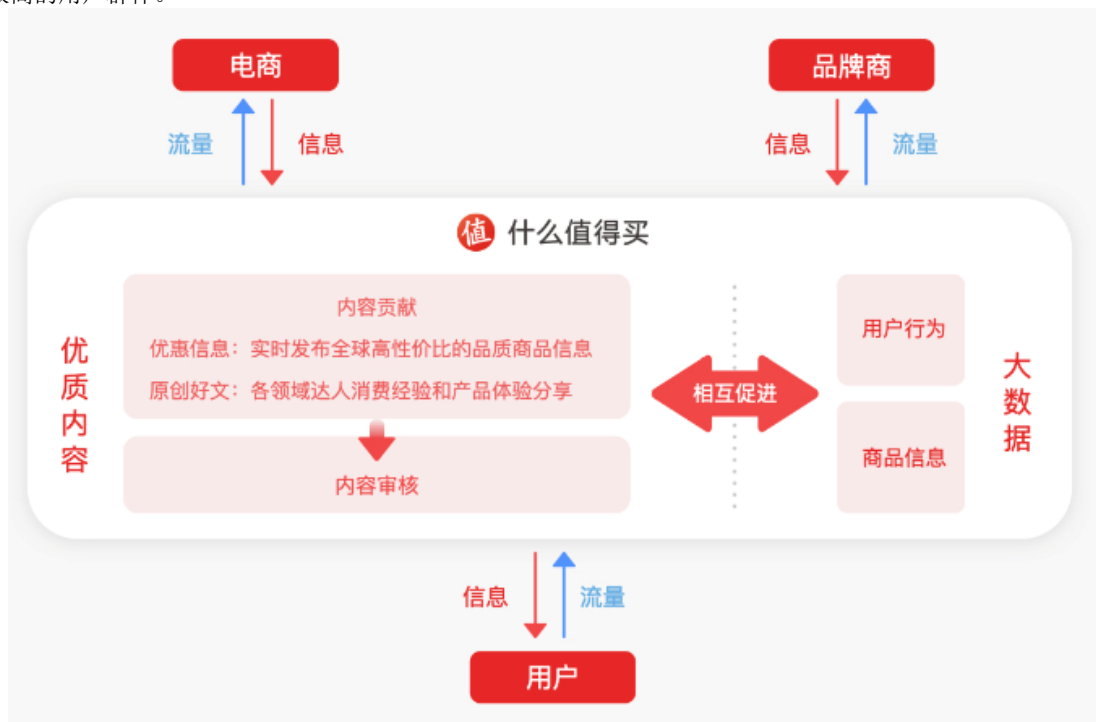 电商
品牌商
流量
信息
信息
流量
值 什么值得买
优质内容
内容贡献
优惠信息：实时发布全球高性价比的品质商品信息
原创好文：各领域达人消费经验和产品体验分享
内容审核
相互促进
用户行为
商品信息
大数据
信息
流量
用户